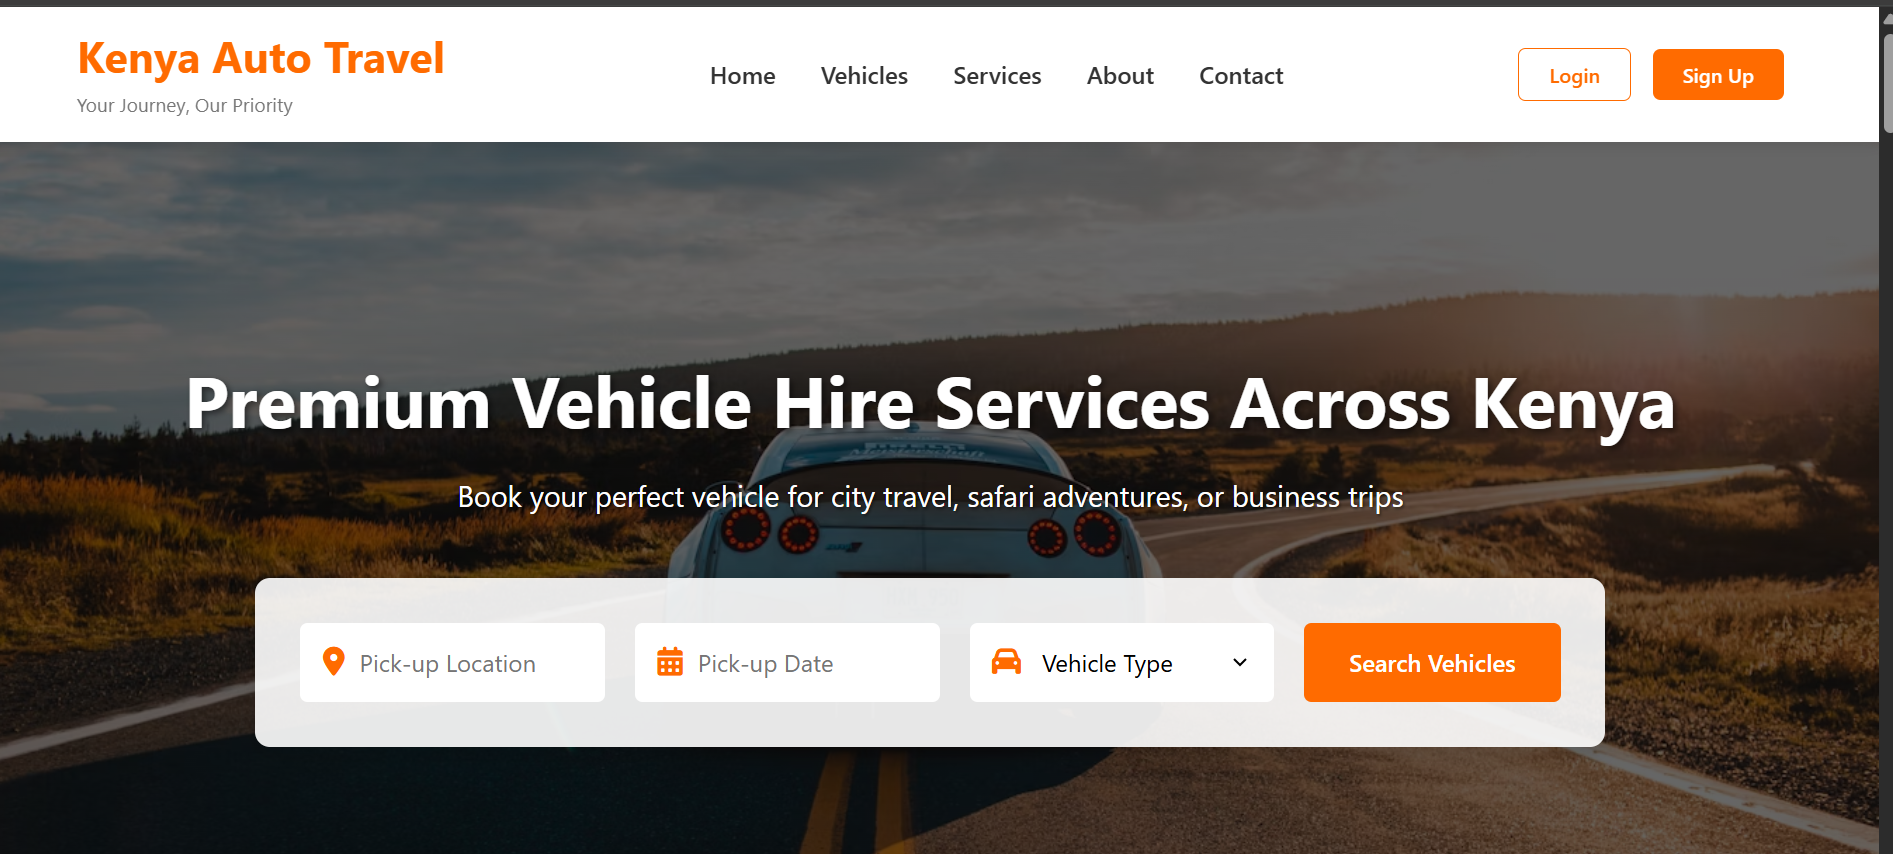 Kenya Auto Travel
Your Journey, Our Priority
Home Vehicles Services About Contact
Login Sign Up
Premium Vehicle Hire Services Across Kenya
Book your perfect vehicle for city travel, safari adventures, or business trips
Pick-up Location Pick-up Date Vehicle Type Search Vehicles